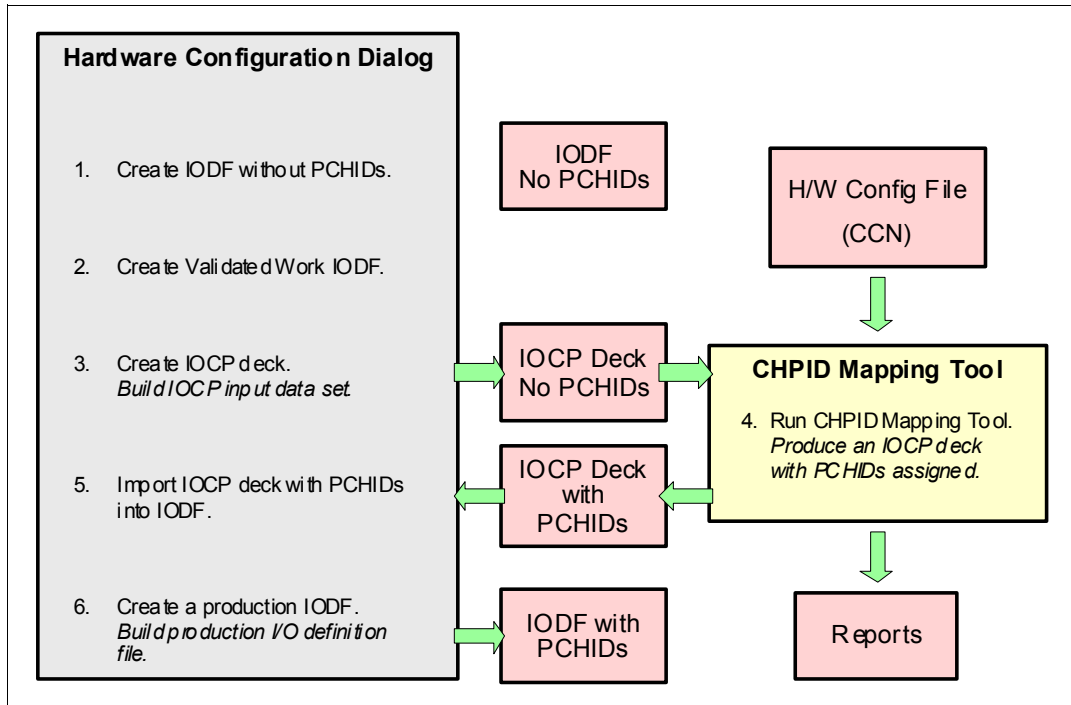 Hardware Configuration Dialog
1. Create IODF without PCHIDs.
2. Create Validated Work IODF.
3. Create IOCP deck.
Build IOCP input data set.
5. Import IOCP deck with PCHIDs
into IODF.
6. Create a production IODF.
Build production I/O definition
file.
IODF
No PCHIDs
IOCP Deck
No PCHIDs
IOCP Deck
with
PCHIDs
IODF with
PCHIDs
H/W Config File
(CCN)
CHPID Mapping Tool
4. Run CHPID Mapping Tool.
Produce an IOCP deck
with PCHIDs assigned.
Reports